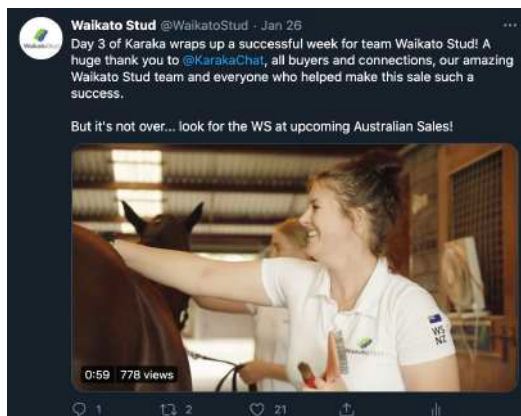 Waikato Stud @WaikatoStud · Jan 26
Day 3 of Karaka wraps up a successful week for team Waikato Stud! A
huge thank you to @KarakaChat, all buyers and connections, our amazing
Waikato Stud team and everyone who helped make this sale such a
success.
But it's not over... look for the WS at upcoming Australian Sales!
WS
NZ
0:59 778 views
1 2 21